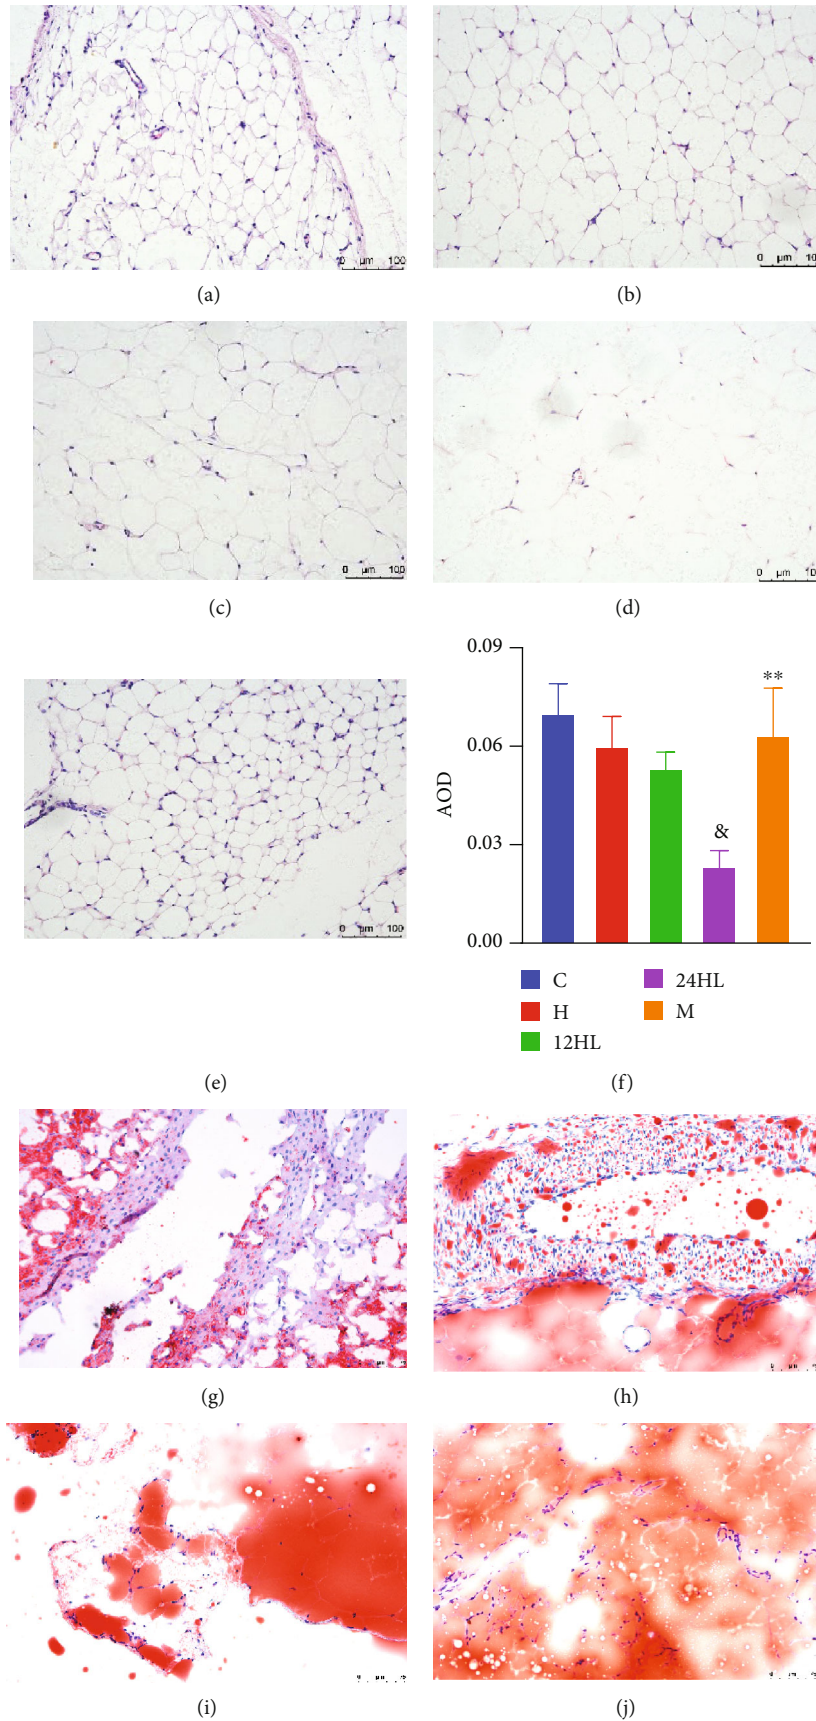 0 μm 100
(a)
0 μm 10
(b)
0 μm 100
(c)
0 μm 10
(d)
0 μm 100
(e)
0.09
0.06
0.03
0.00
AOD
&
**
C
H
12HL
24HL
M
(f)
(g)
(h)
(i)
(j)